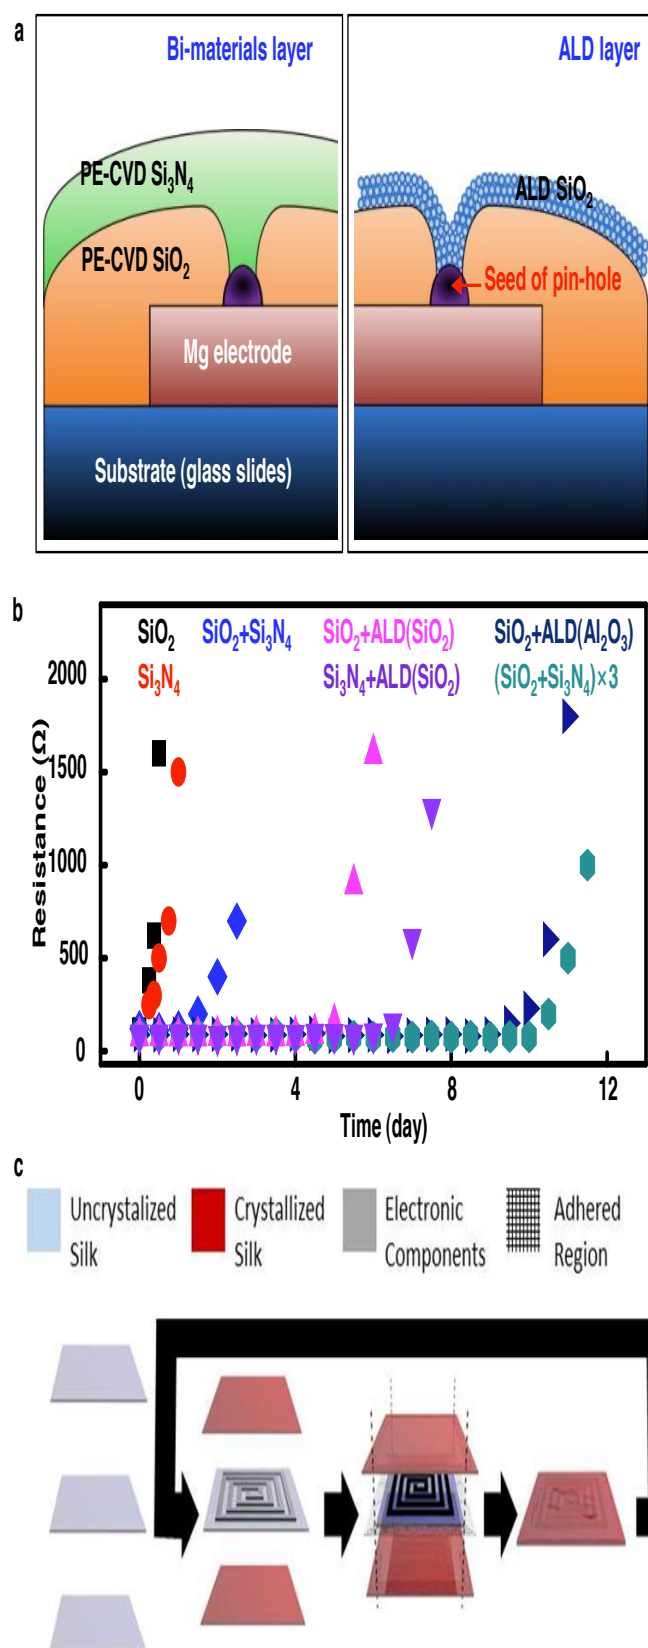 a
Bi-materials layer
ALD layer
PE-CVD Si₃N₄
ALD SiO₂
PE-CVD SiO₂
Seed of pin-hole
Mg electrode
Substrate (glass slides)
b
SiO₂ SiO₂+Si₃N₄ SiO₂+ALD(SiO₂) SiO₂+ALD(Al₂O₃)
Si₃N₄ Si₃N₄+ALD(SiO₂) (SiO₂+Si₃N₄)×3
2000
1500
1000
500
0
Resistance (Ω)
0 4 8 12
Time (day)
c
Uncrystalized
Silk
Crystallized
Silk
Electronic
Components
Adhered
Region